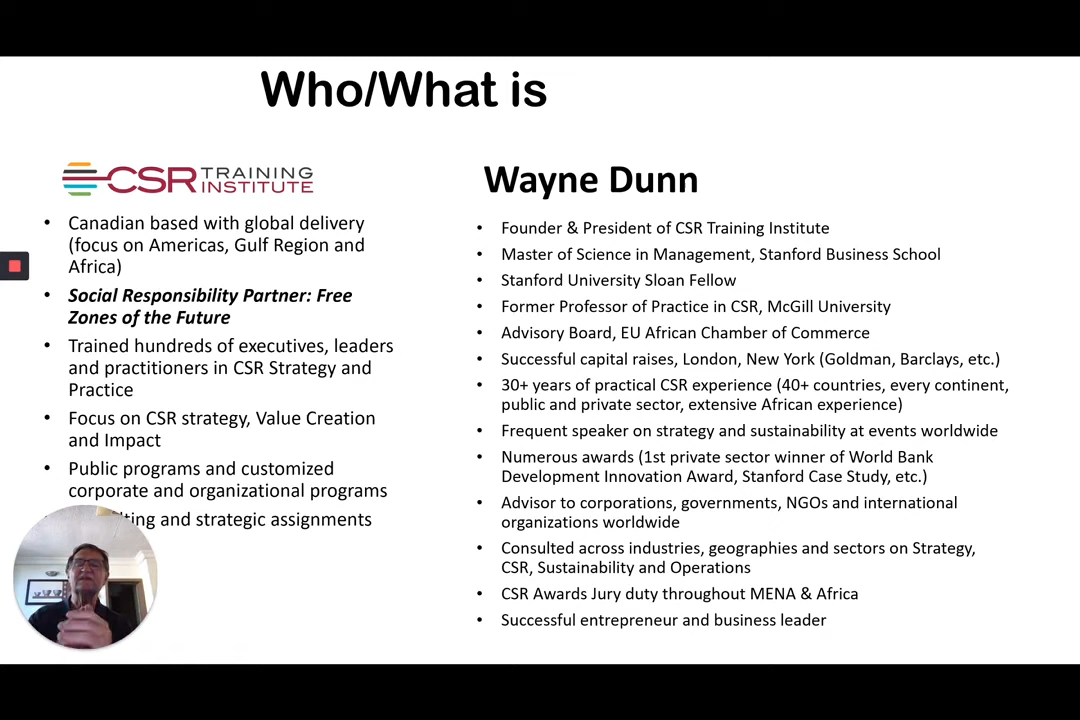 Who/What is
CSR TRAINING
INSTITUTE
• Canadian based with global delivery
(focus on Americas, Gulf Region and
Africa)
• Social Responsibility Partner: Free
Zones of the Future
• Trained hundreds of executives, leaders
and practitioners in CSR Strategy and
Practice
• Focus on CSR strategy, Value Creation
and Impact
• Public programs and customized
corporate and organizational programs
and strategic assignments
Wayne Dunn
• Founder & President of CSR Training Institute
• Master of Science in Management, Stanford Business School
• Stanford University Sloan Fellow
• Former Professor of Practice in CSR, McGill University
• Advisory Board, EU African Chamber of Commerce
• Successful capital raises, London, New York (Goldman, Barclays, etc.)
• 30+ years of practical CSR experience (40+ countries, every continent,
public and private sector, extensive African experience)
• Frequent speaker on strategy and sustainability at events worldwide
• Numerous awards (1st private sector winner of World Bank
Development Innovation Award, Stanford Case Study, etc.)
• Advisor to corporations, governments, NGOs and international
organizations worldwide
• Consulted across industries, geographies and sectors on Strategy,
CSR, Sustainability and Operations
• CSR Awards Jury duty throughout MENA & Africa
• Successful entrepreneur and business leader